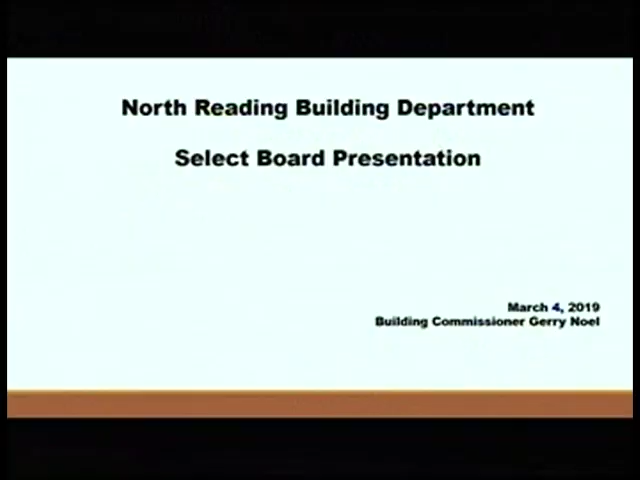 North Reading Building Department
Select Board Presentation
March 4, 2019
Building Commissioner Gerry Noel